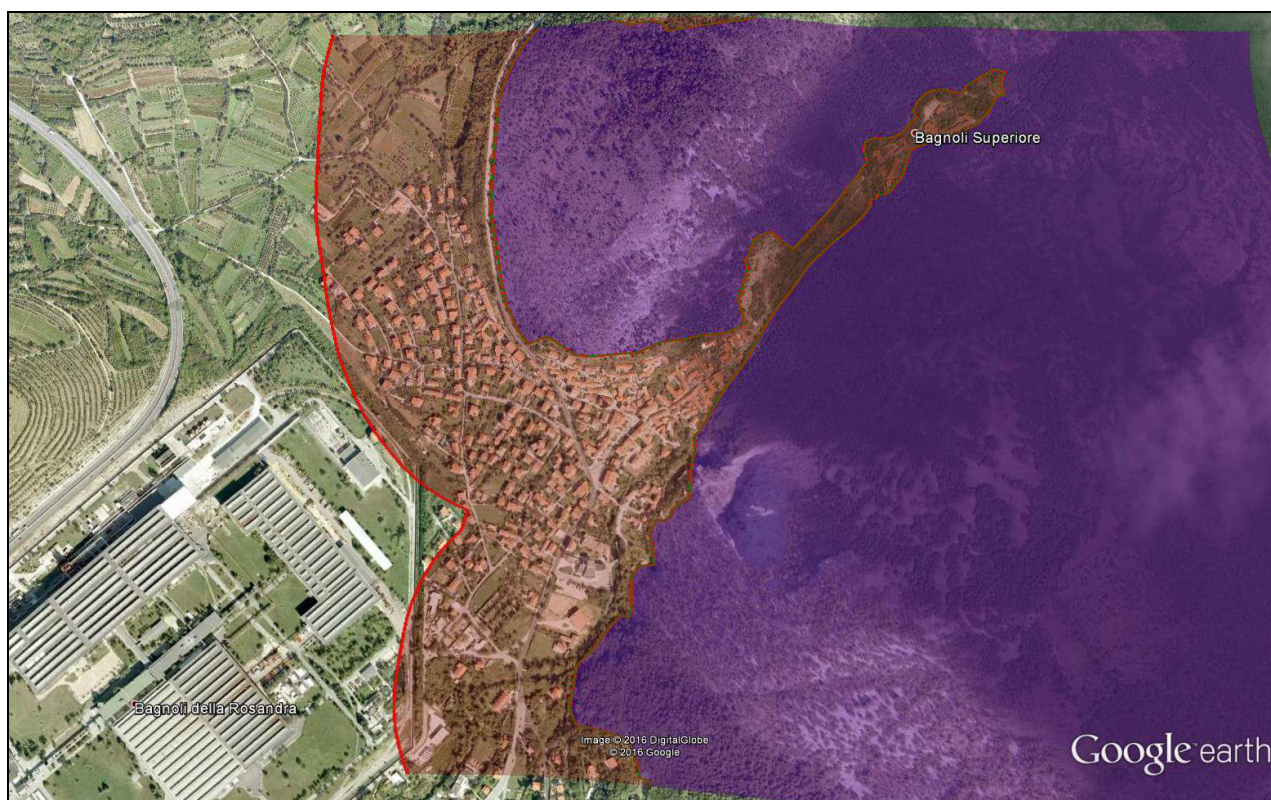 Bagnoli Superiore
Bagnoli della Rosandra
Image © 2016 DigitalGlobe
© 2016 Google
Google earth